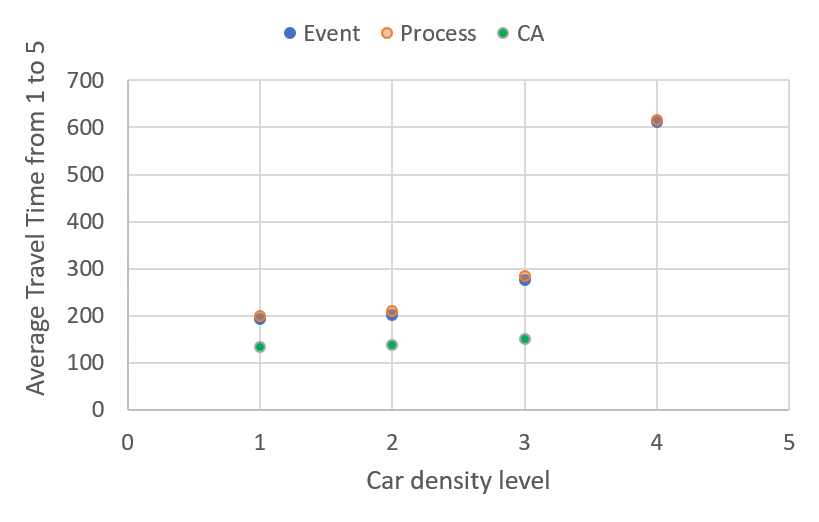 Event Process CA
Average Travel Time from 1 to 5
700
600
500
400
300
200
100
0
0 1 2 3 4 5
Car density level